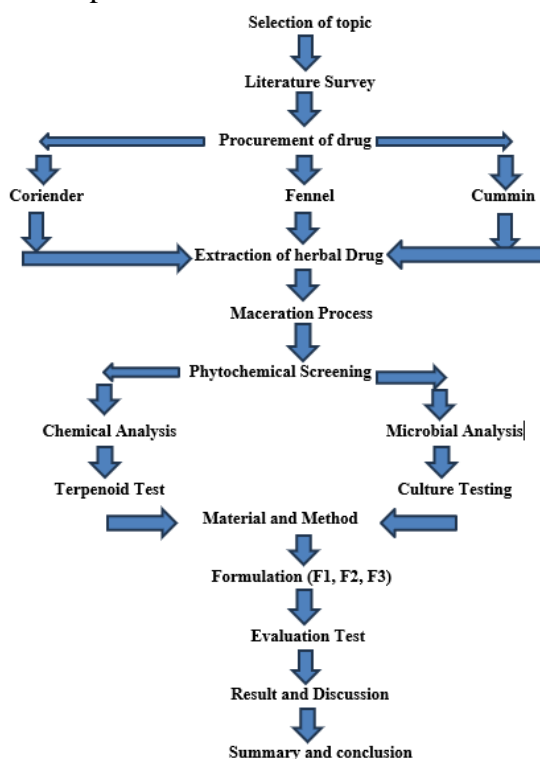 Selection of topic
Literature Survey
Procurement of drug
Coriender
Fennel
Cummin
Extraction of herbal Drug
Maceration Process
Phytochemical Screening
Chemical Analysis
Microbial Analysis
Terpenoid Test
Culture Testing
Material and Method
Formulation (F1, F2, F3)
Evaluation Test
Result and Discussion
Summary and conclusion